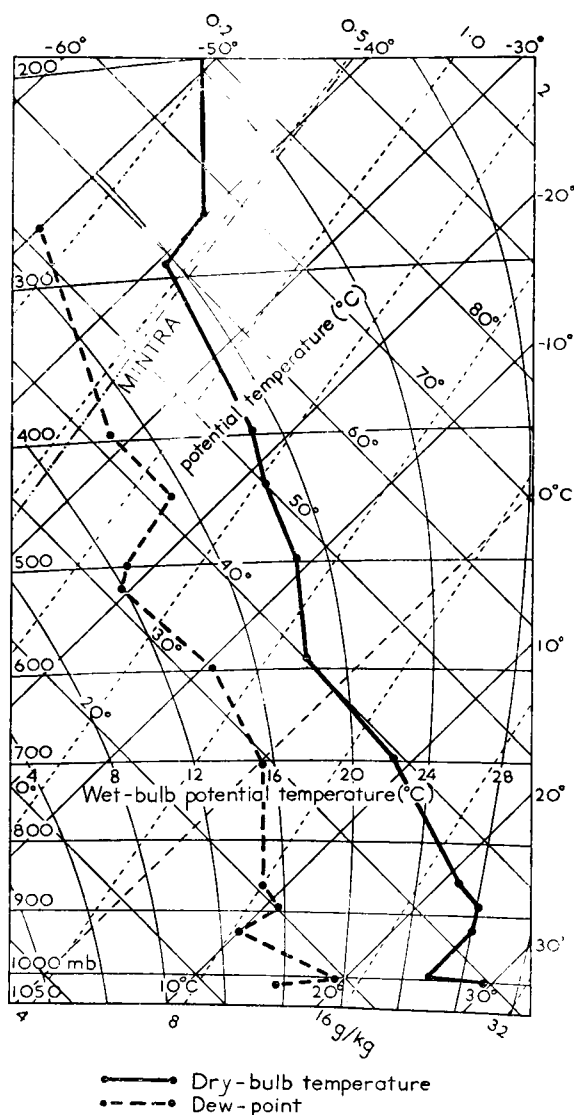 -60° 0.2 -50° 0.5 -40° 1.0 -30°
200 2
-20°
300
MINTRA
potential temperature (°C)
80°
-10°
70°
400
60°
50°
0°C
500
40°
30°
10°
600
20°
700
4 8 12 16 20 24 28
0° Wet-bulb potential temperature (°C) 20°
800
900
30°
1000 mb
1050 10°C 20° 30°
4 8 16 g/kg 32
Dry-bulb temperature
Dew-point